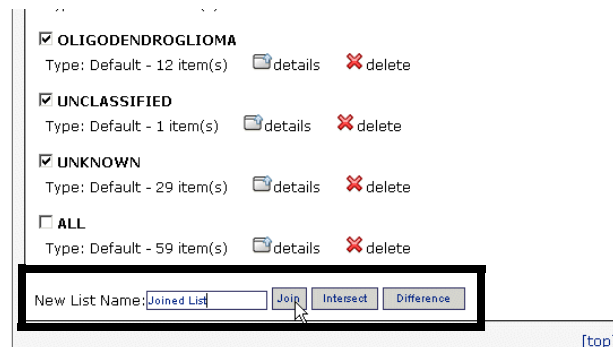 OLIGODENDROGLIOMA
Type: Default - 12 item(s) details delete
UNCLASSIFIED
Type: Default - 1 item(s) details delete
UNKNOWN
Type: Default - 29 item(s) details delete
ALL
Type: Default - 59 item(s) details delete
New List Name: Joined List Join Intersect Difference
[top]